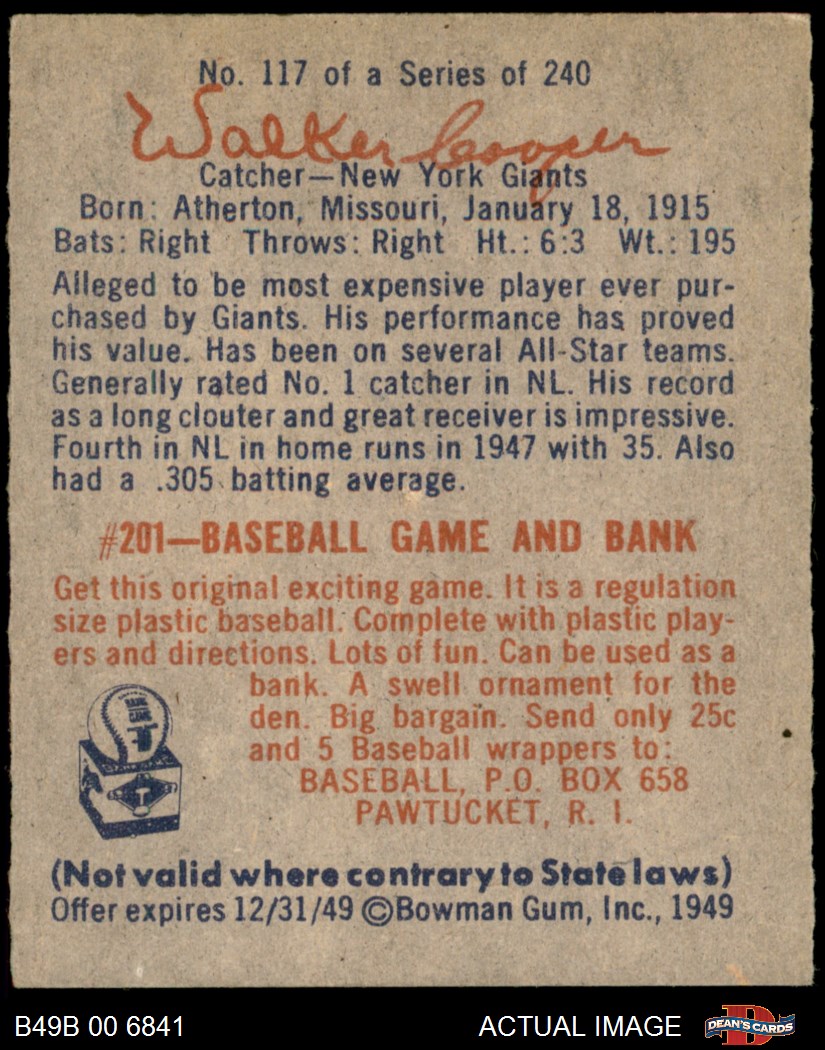 No. 117 of a Series of 240
Walker Cooper
Catcher—New York Giants
Born: Atherton, Missouri, January 18, 1915
Bats: Right Throws: Right Ht.: 6:3 Wt.: 195
Alleged to be most expensive player ever pur-
chased by Giants. His performance has proved
his value. Has been on several All-Star teams.
Generally rated No. 1 catcher in NL. His record
as a long clouter and great receiver is impressive.
Fourth in NL in home runs in 1947 with 35. Also
had a .305 batting average.
#201—BASEBALL GAME AND BANK
Get this original exciting game. It is a regulation
size plastic baseball. Complete with plastic play-
ers and directions. Lots of fun. Can be used as a
bank. A swell ornament for the
den. Big bargain. Send only 25c
and 5 Baseball wrappers to:
BASEBALL, P.O. BOX 658
PAWTUCKET, R. I.
BANK
GAME
T
(Not valid where contrary to State laws)
Offer expires 12/31/49 ©Bowman Gum, Inc., 1949
B49B 00 6841
ACTUAL IMAGE
D
DEAN'S CARDS